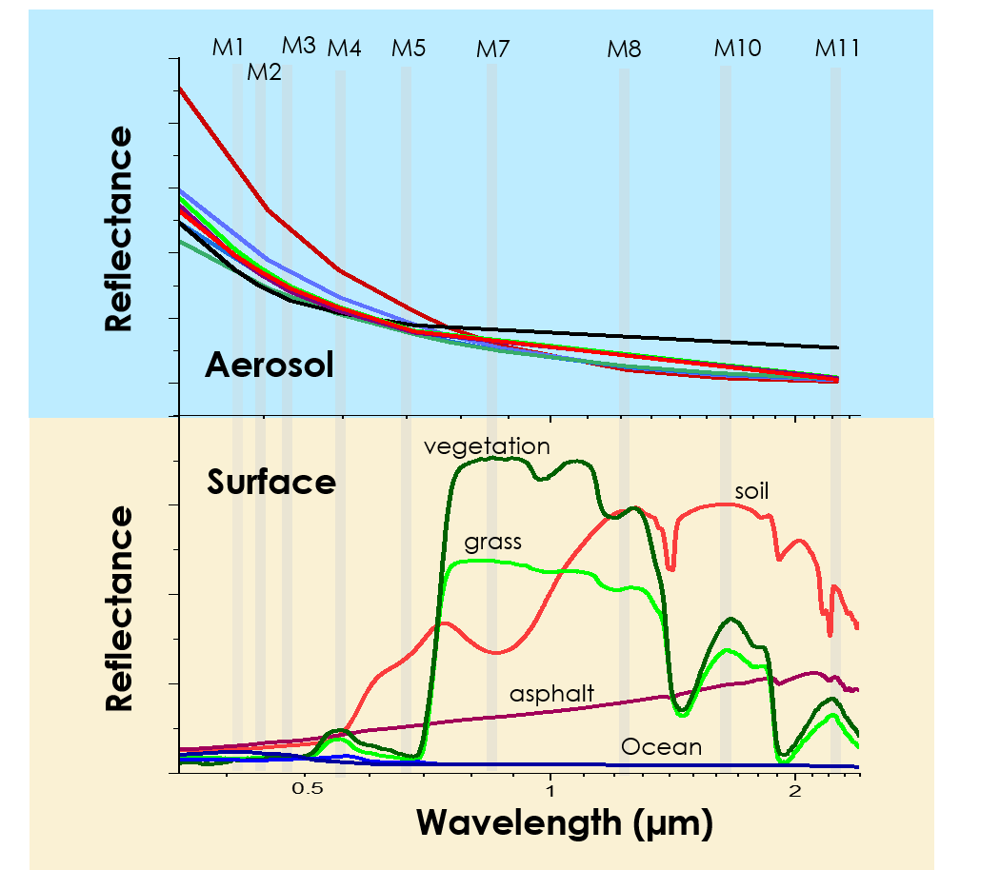 M1 M2 M3 M4 M5 M7 M8 M10 M11
Reflectance
Aerosol
vegetation
Surface
soil
grass
Reflectance
asphalt
Ocean
0.5 1 2
Wavelength (µm)